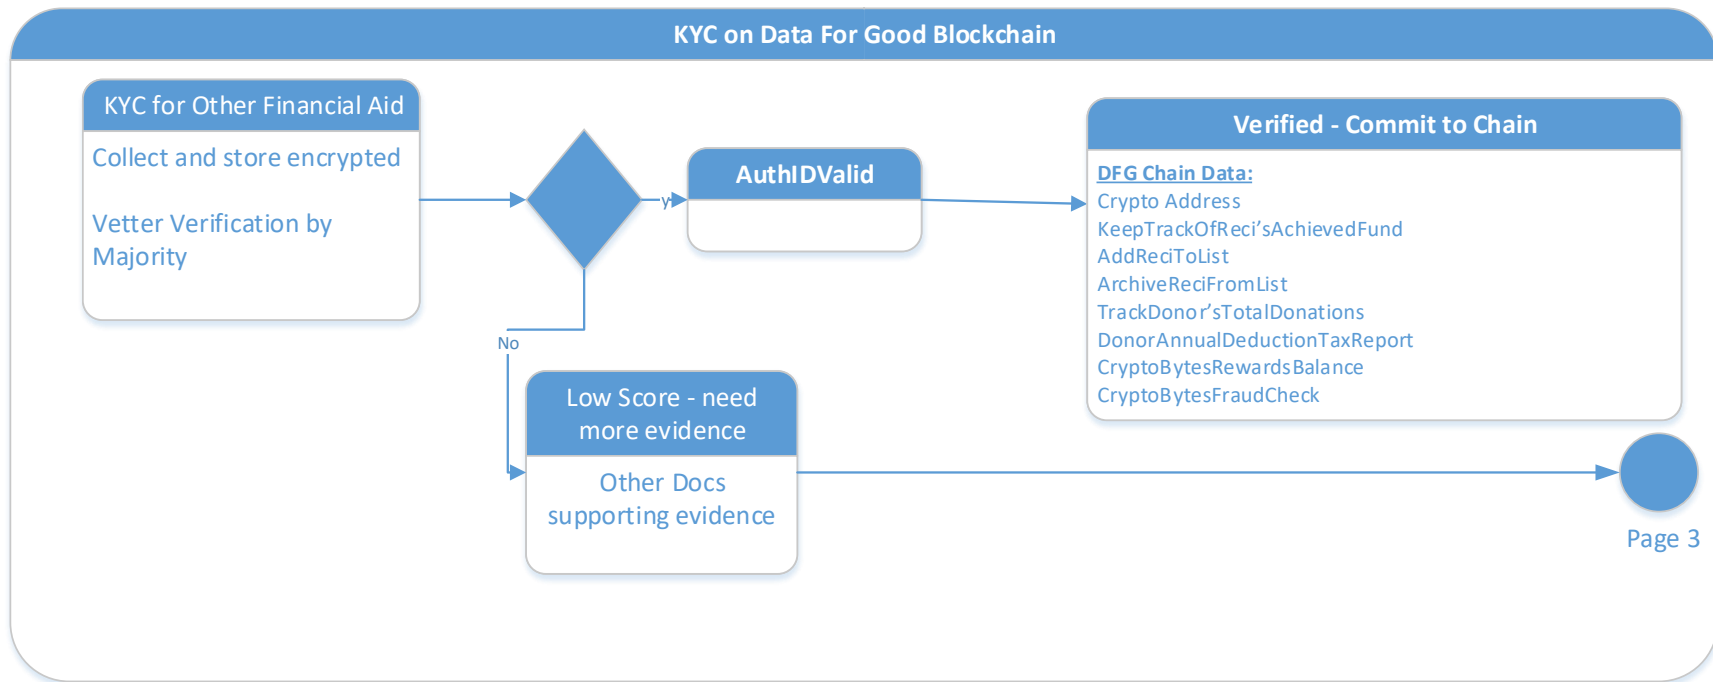 KYC on Data For Good Blockchain
KYC for Other Financial Aid
Collect and store encrypted
Vetter Verification by
Majority
y
AuthIDValid
Verified - Commit to Chain
DFG Chain Data:
Crypto Address
KeepTrackOfReci’sAchievedFund
AddReciToList
ArchiveReciFromList
TrackDonor’sTotalDonations
DonorAnnualDeductionTaxReport
CryptoBytesRewardsBalance
CryptoBytesFraudCheck
No
Low Score - need
more evidence
Other Docs
supporting evidence
Page 3